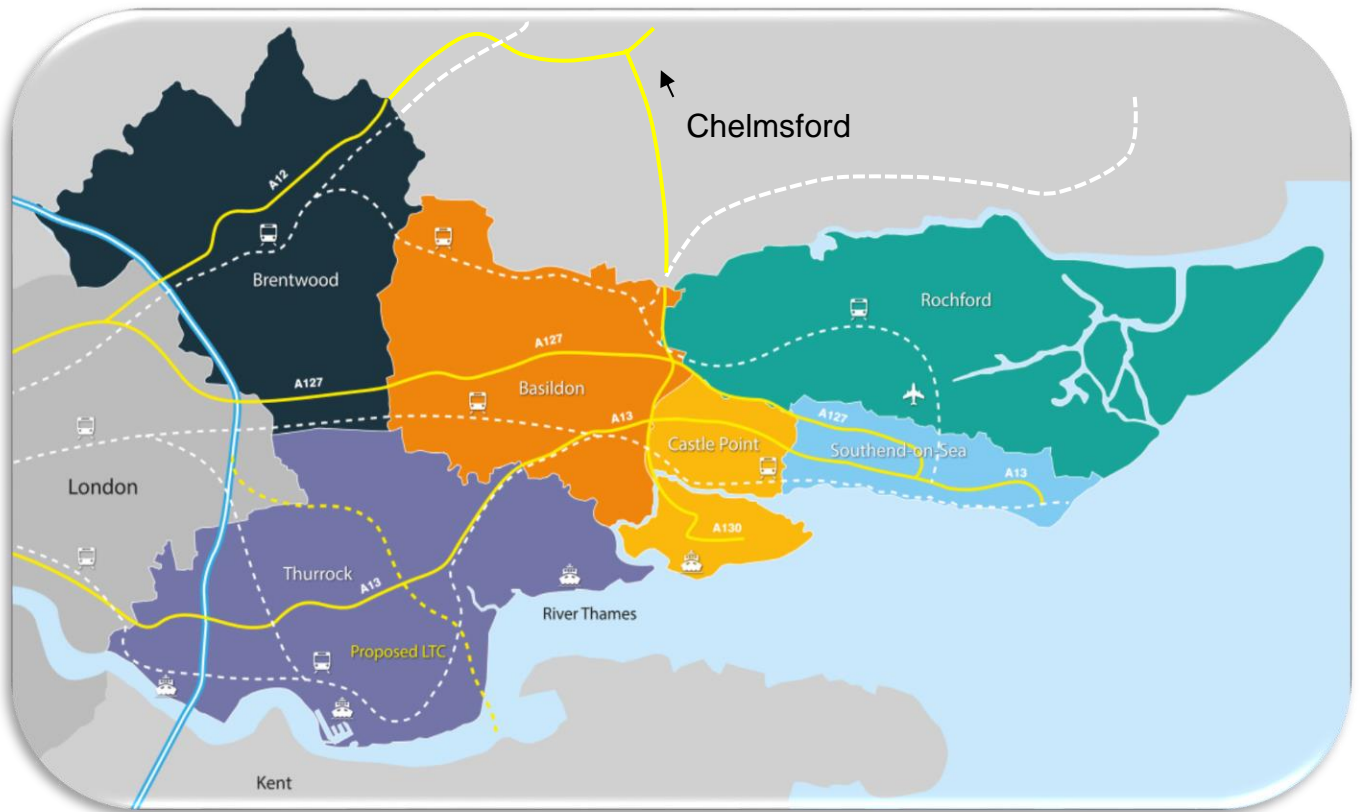 Chelmsford
A12
Brentwood
Rochford
A127
A127
Basildon
A13
A127
Castle Point
Southend-on-Sea
A13
London
A130
Thurrock
A13
River Thames
Proposed LTC
Kent